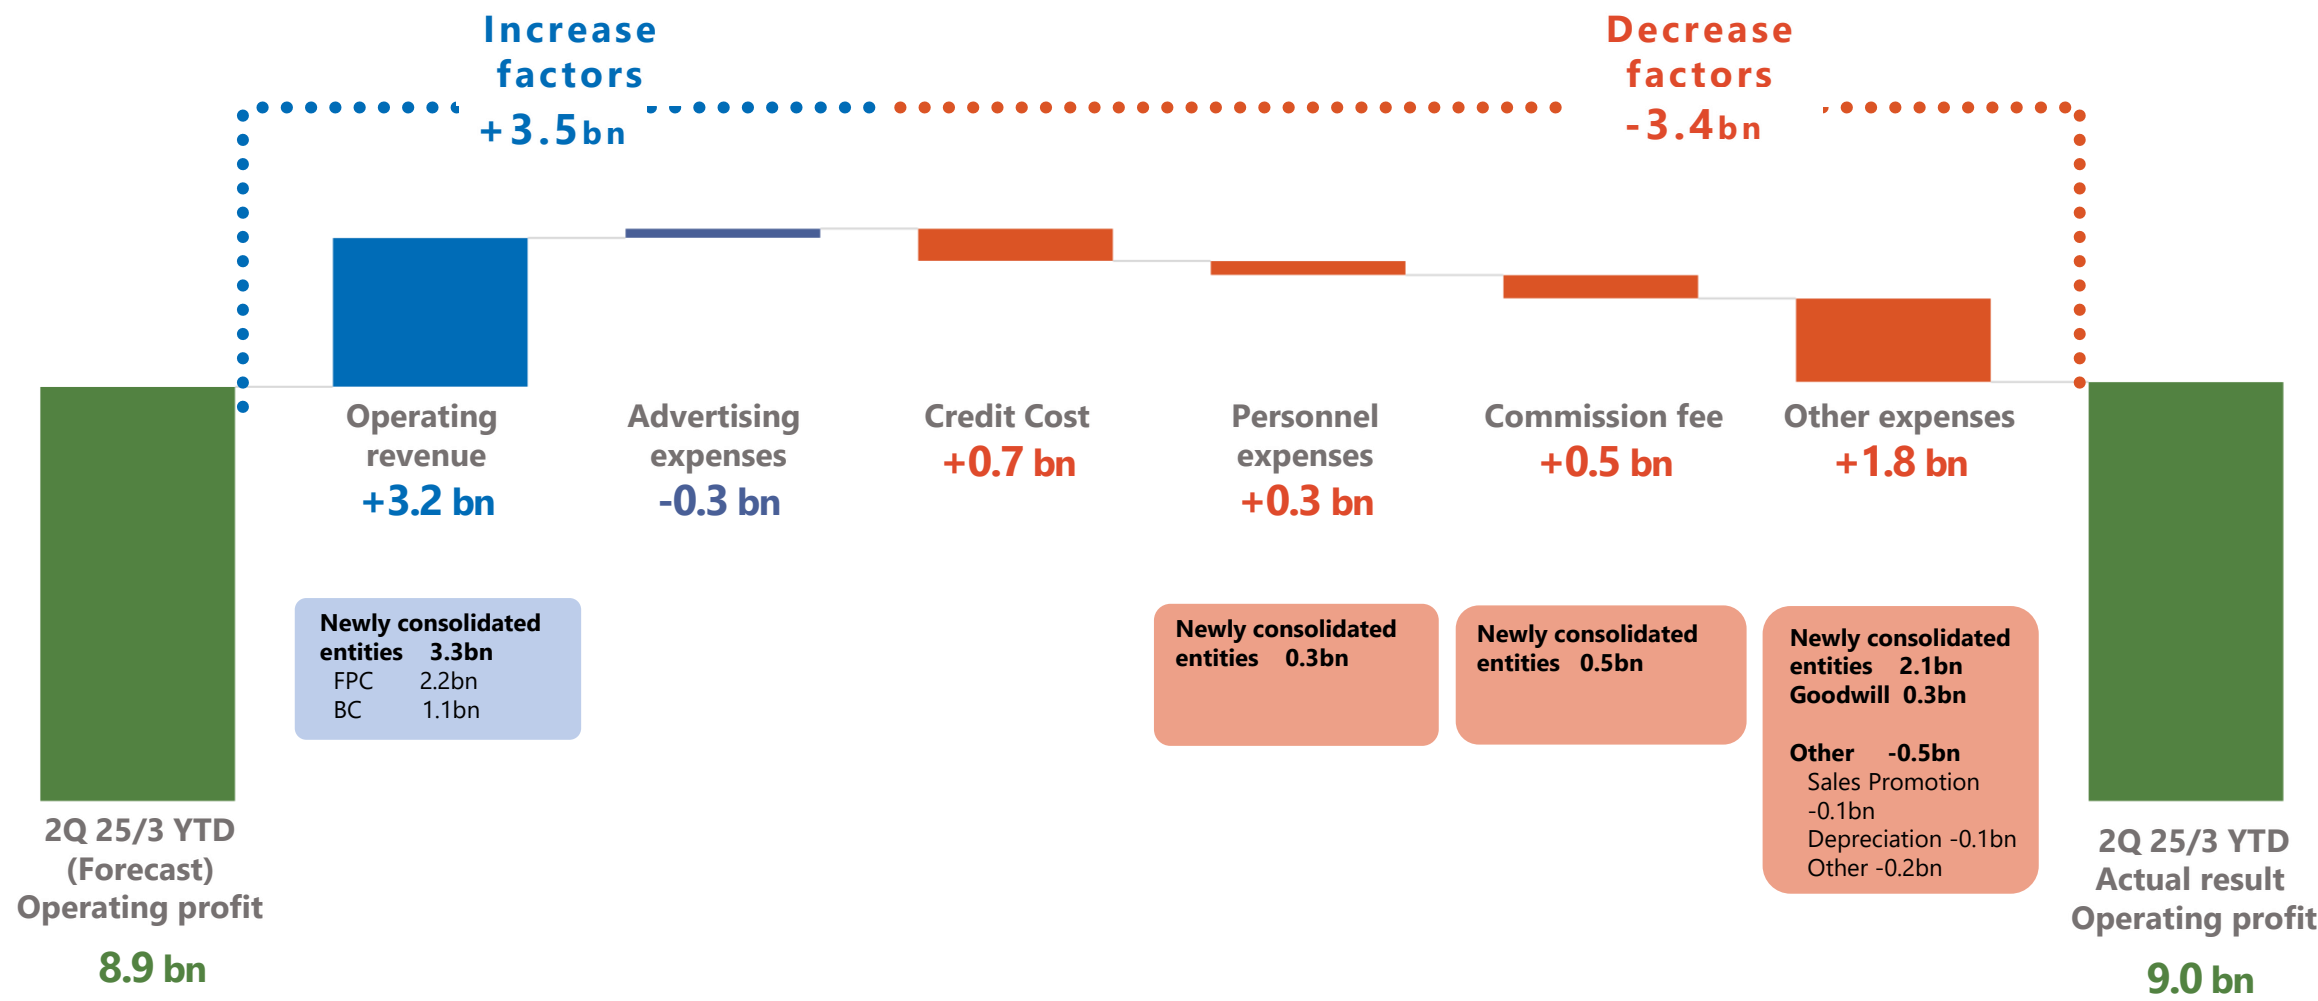 Increase
factors
+3.5bn
Decrease
factors
-3.4bn
Operating
revenue
+3.2 bn
Advertising
expenses
-0.3 bn
Credit Cost
+0.7 bn
Personnel
expenses
+0.3 bn
Commission fee
+0.5 bn
Other expenses
+1.8 bn
Newly consolidated
entities 3.3bn
FPC 2.2bn
BC 1.1bn
Newly consolidated
entities 0.3bn
Newly consolidated
entities 0.5bn
Newly consolidated
entities 2.1bn
Goodwill 0.3bn
Other -0.5bn
Sales Promotion
-0.1bn
Depreciation -0.1bn
Other -0.2bn
2Q 25/3 YTD
(Forecast)
Operating profit
8.9 bn
2Q 25/3 YTD
Actual result
Operating profit
9.0 bn